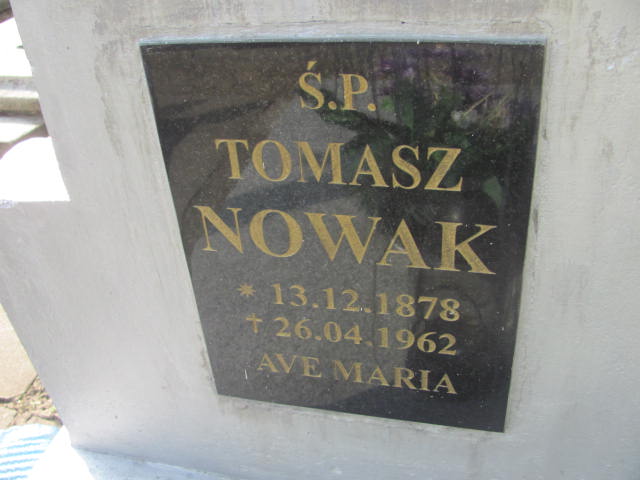 Ś.P.
TOMASZ
NOWAK
* 13.12.1878
† 26.04.1962
AVE MARIA